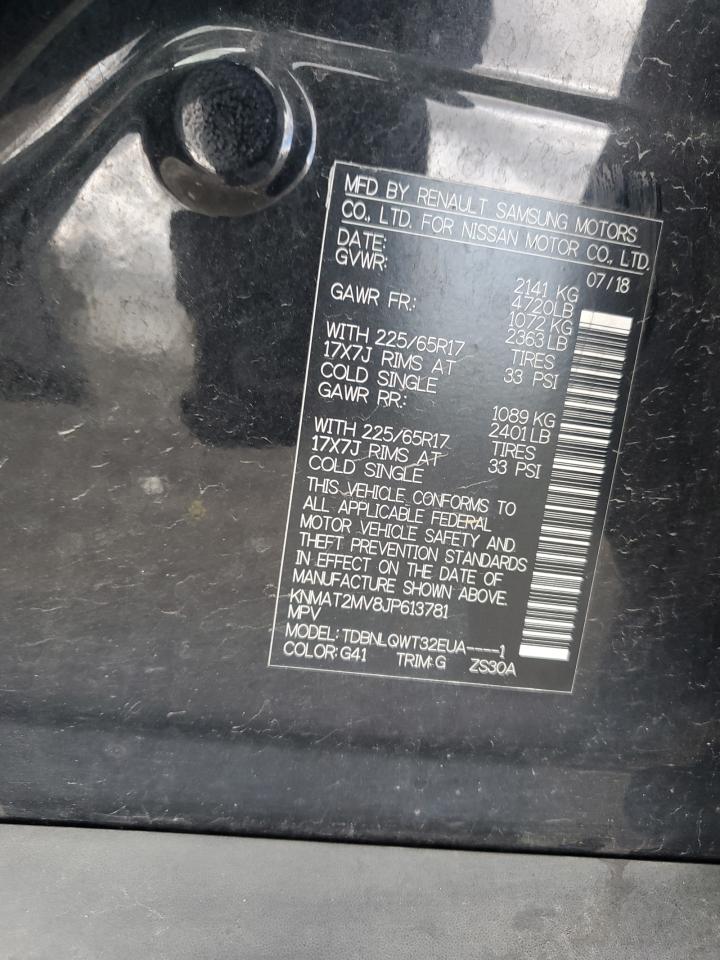 MFD BY RENAULT SAMSUNG MOTORS
CO., LTD. FOR NISSAN MOTOR CO., LTD.
DATE: 07/18
GVWR: 2141 KG
4720LB
GAWR FR.: 1072 KG
2363 LB
WITH 225/65R17 TIRES
17X7J RIMS AT 33 PSI
COLD SINGLE
GAWR RR.: 1089 KG
2401LB
WITH 225/65R17 TIRES
17X7J RIMS AT 33 PSI
COLD SINGLE
THIS VEHICLE CONFORMS TO
ALL APPLICABLE FEDERAL
MOTOR VEHICLE SAFETY AND
THEFT PREVENTION STANDARDS
IN EFFECT ON THE DATE OF
MANUFACTURE SHOWN ABOVE.
KNMAT2MV8JP613781
MPV
MODEL: TDBNLQWT32EUA----1
COLOR: G41 TRIM: G ZS30A